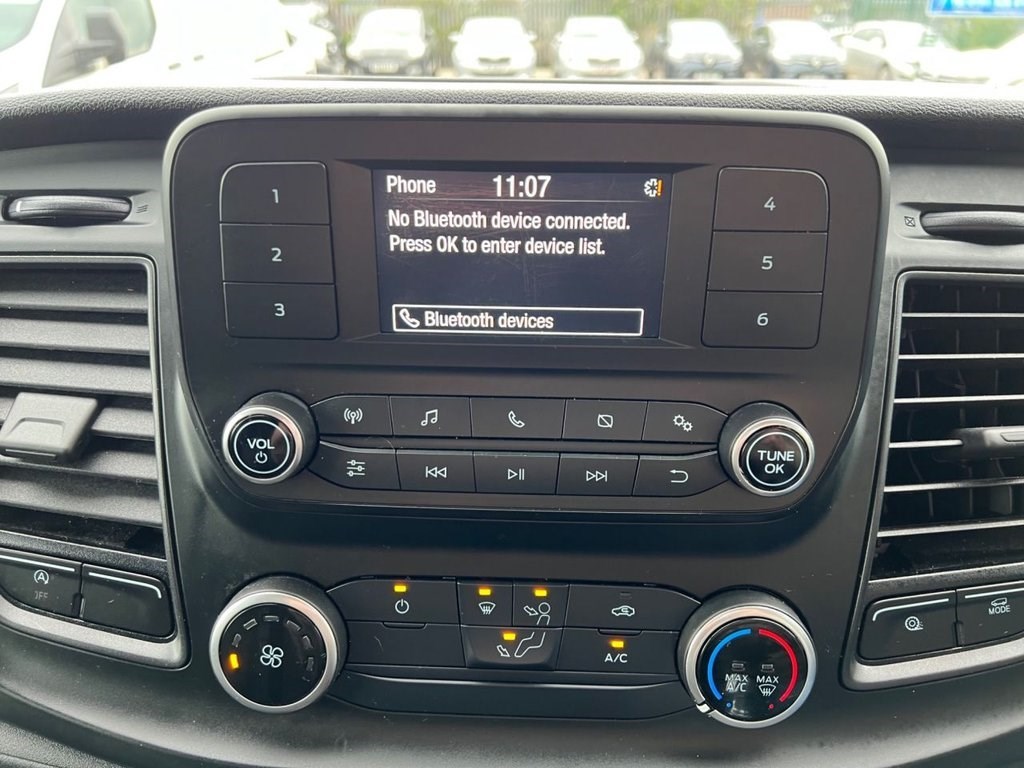 Phone 11:07
No Bluetooth device connected.
Press OK to enter device list.
Bluetooth devices
1
2
3
4
5
6
VOL
TUNE
OK
A
OFF
A/C
MAX
A/C
MAX
MODE